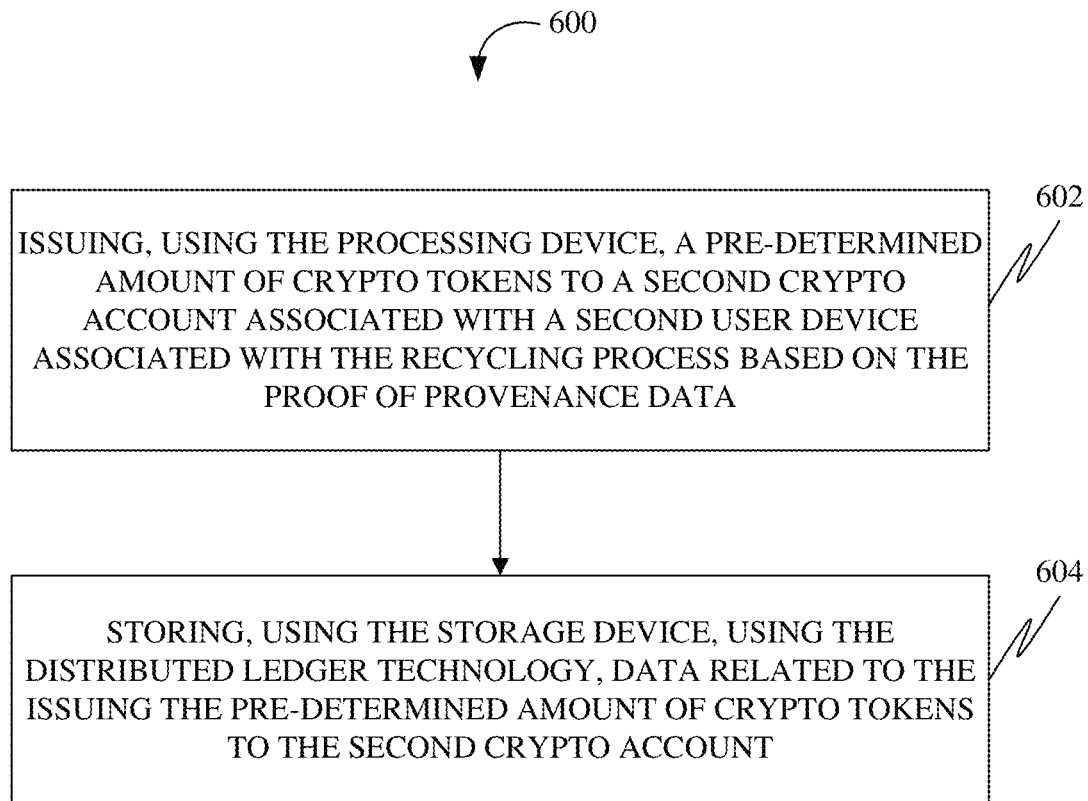 600
602
ISSUING, USING THE PROCESSING DEVICE, A PRE-DETERMINED
AMOUNT OF CRYPTO TOKENS TO A SECOND CRYPTO
ACCOUNT ASSOCIATED WITH A SECOND USER DEVICE
ASSOCIATED WITH THE RECYCLING PROCESS BASED ON THE
PROOF OF PROVENANCE DATA
604
STORING, USING THE STORAGE DEVICE, USING THE
DISTRIBUTED LEDGER TECHNOLOGY, DATA RELATED TO THE
ISSUING THE PRE-DETERMINED AMOUNT OF CRYPTO TOKENS
TO THE SECOND CRYPTO ACCOUNT